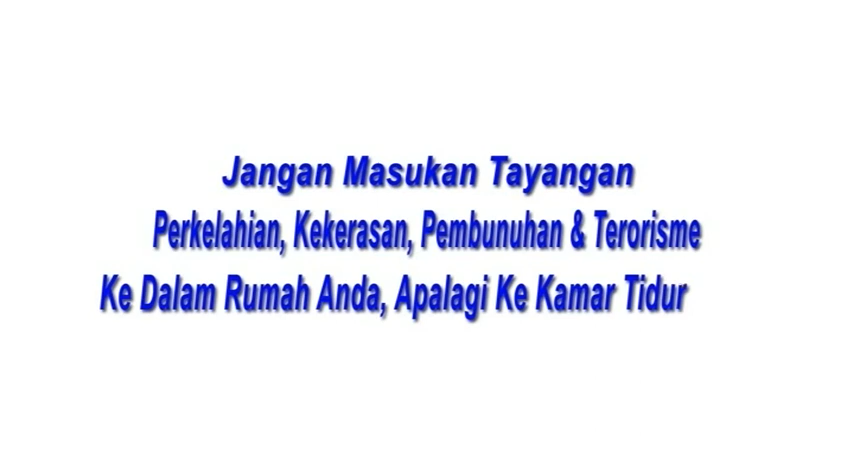 Jangan Masukan Tayangan
Perkelahian, Kekerasan, Pembunuhan & Terorisme
Ke Dalam Rumah Anda, Apalagi Ke Kamar Tidur